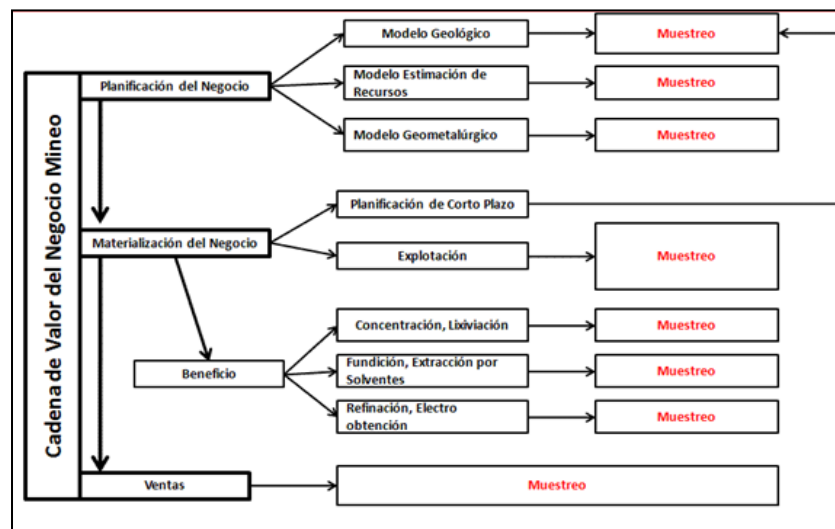 Cadena de Valor del Negocio Mineo
Modelo Geológico
Muestreo
Planificación del Negocio
Modelo Estimación de
Recursos
Muestreo
Modelo Geometalúrgico
Muestreo
Planificación de Corto Plazo
Materialización del Negocio
Explotación
Muestreo
Concentración, Lixiviación
Muestreo
Beneficio
Fundición, Extracción por
Solventes
Muestreo
Refinación, Electro
obtención
Muestreo
Ventas
Muestreo